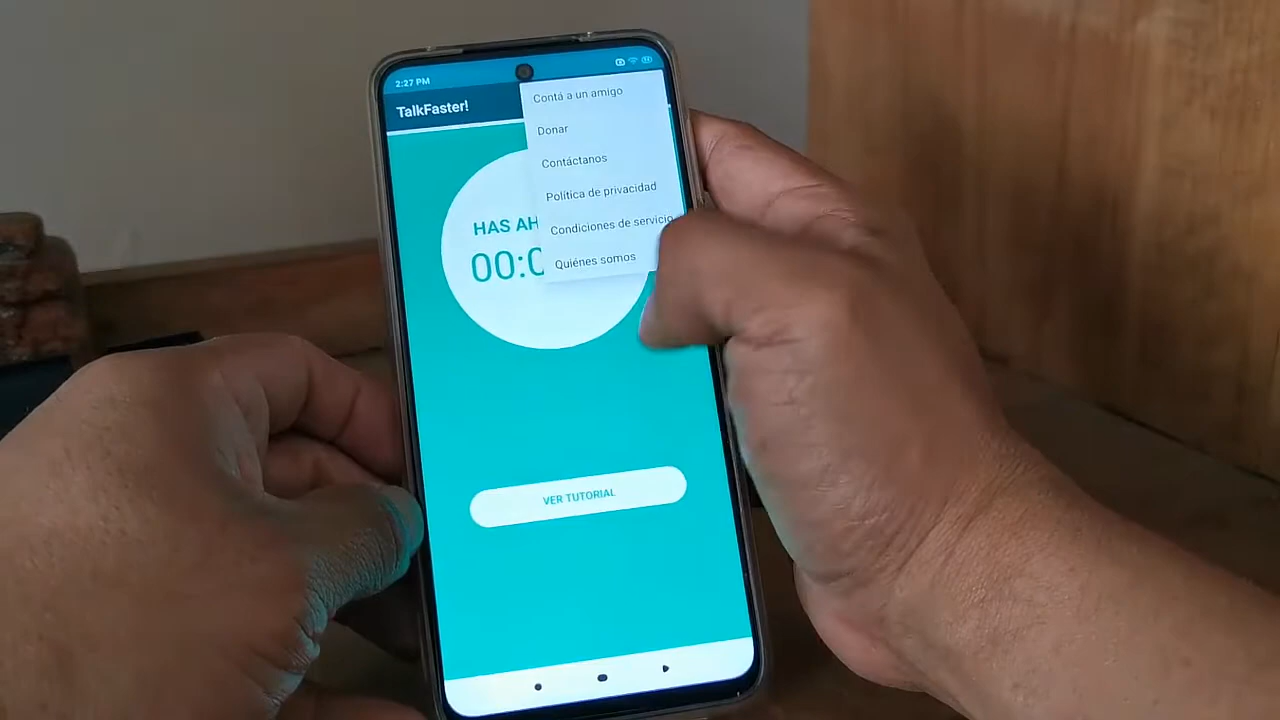 2:27 PM
TalkFaster!
Contá a un amigo
Donar
Contáctanos
Política de privacidad
Condiciones de servicio
Quiénes somos
HAS AH
00:0
VER TUTORIAL